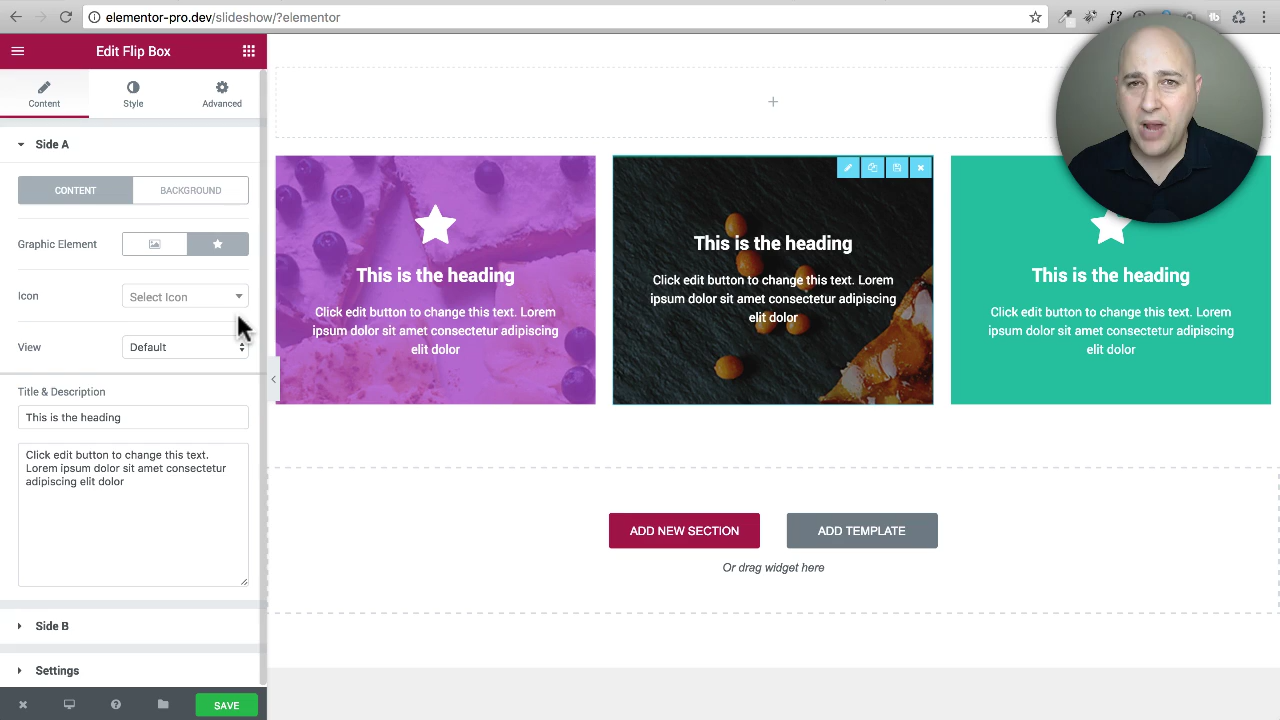 elementor-pro.dev/slideshow/?elementor
Edit Flip Box
Content
Style
Advanced
Side A
CONTENT
BACKGROUND
Graphic Element
Icon
Select Icon
View
Default
Title & Description
This is the heading
Click edit button to change this text.
Lorem ipsum dolor sit amet consectetur
adipiscing elit dolor
Side B
Settings
SAVE
This is the heading
Click edit button to change this text. Lorem
ipsum dolor sit amet consectetur adipiscing
elit dolor
This is the heading
Click edit button to change this text. Lorem
ipsum dolor sit amet consectetur adipiscing
elit dolor
This is the heading
Click edit button to change this text. Lorem
ipsum dolor sit amet consectetur adipiscing
elit dolor
ADD NEW SECTION
ADD TEMPLATE
Or drag widget here